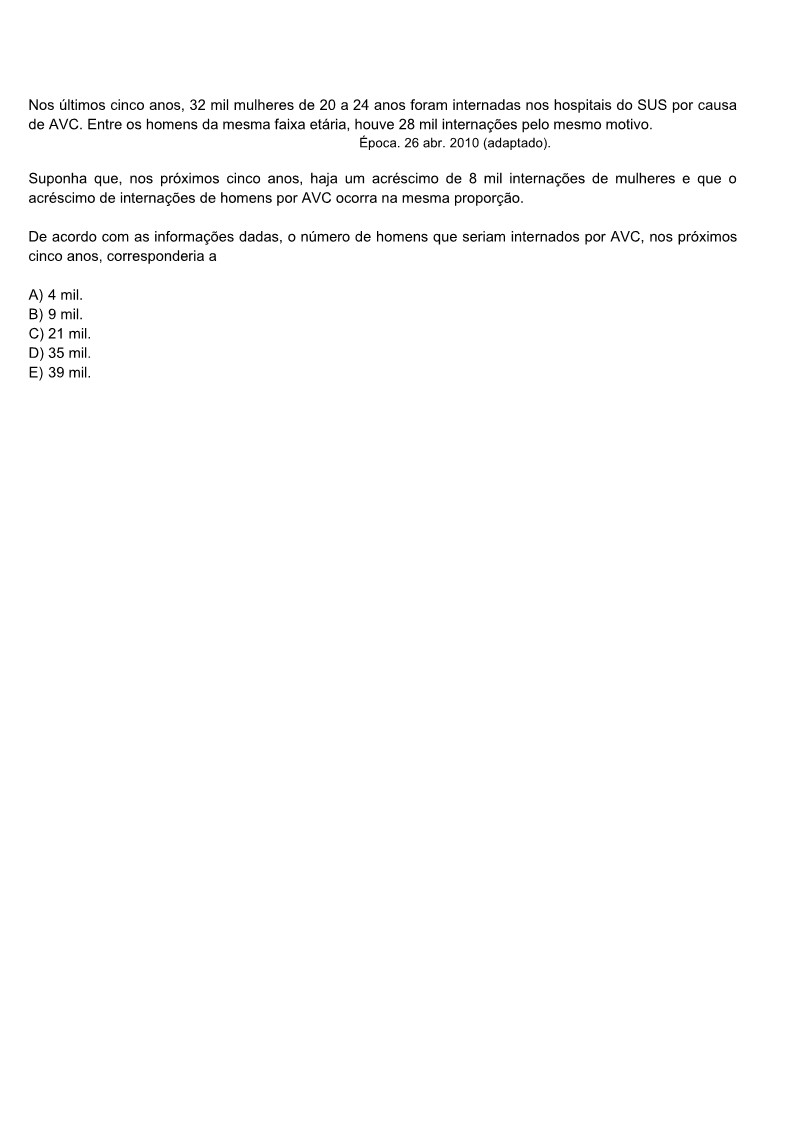 Nos últimos cinco anos, 32 mil mulheres de 20 a 24 anos foram internadas nos hospitais do SUS por causa
de AVC. Entre os homens da mesma faixa etária, houve 28 mil internações pelo mesmo motivo.
Época. 26 abr. 2010 (adaptado).
Suponha que, nos próximos cinco anos, haja um acréscimo de 8 mil internações de mulheres e que o
acréscimo de internações de homens por AVC ocorra na mesma proporção.
De acordo com as informações dadas, o número de homens que seriam internados por AVC, nos próximos
cinco anos, corresponderia a
A) 4 mil.
B) 9 mil.
C) 21 mil.
D) 35 mil.
E) 39 mil.